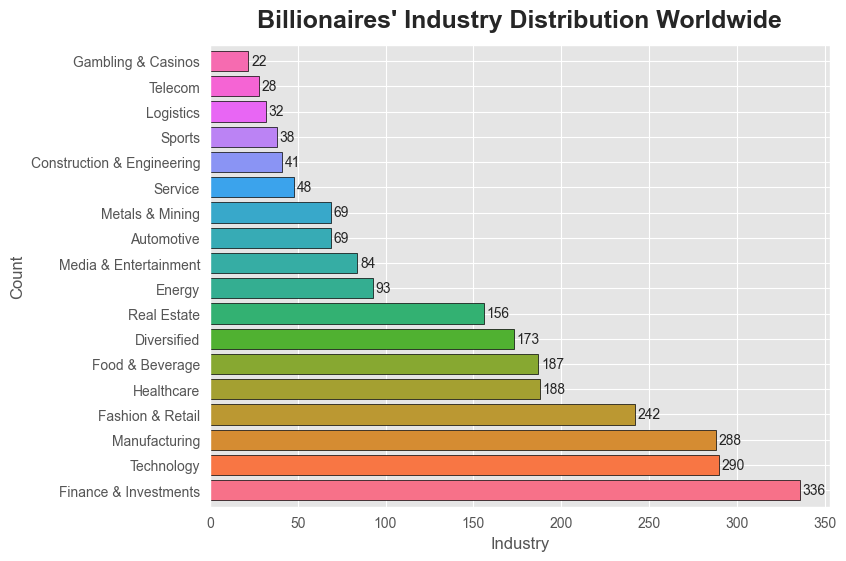 Billionaires' Industry Distribution Worldwide
Gambling & Casinos 22
Telecom 28
Logistics 32
Sports 38
Construction & Engineering 41
Service 48
Metals & Mining 69
Automotive 69
Media & Entertainment 84
Energy 93
Real Estate 156
Diversified 173
Food & Beverage 187
Healthcare 188
Fashion & Retail 242
Manufacturing 288
Technology 290
Finance & Investments 336
Count
0 50 100 150 200 250 300 350
Industry